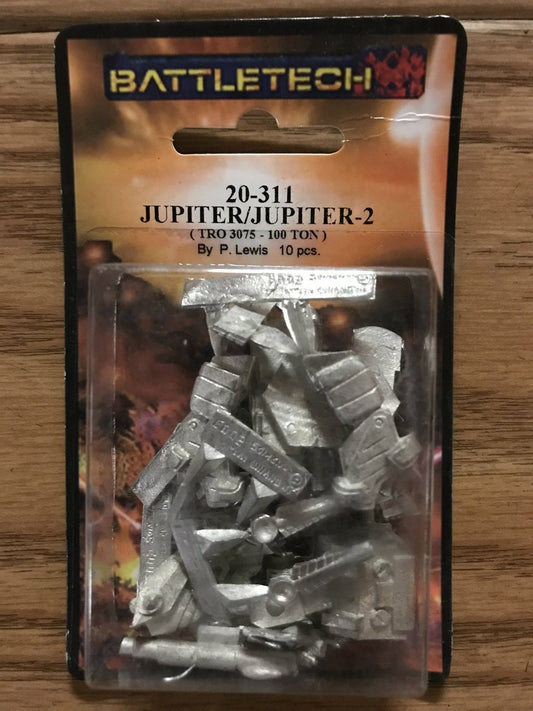 BATTLETECH
20-311
JUPITER/JUPITER-2
( TRO 3075 - 100 TON )
By P. Lewis 10 pcs.